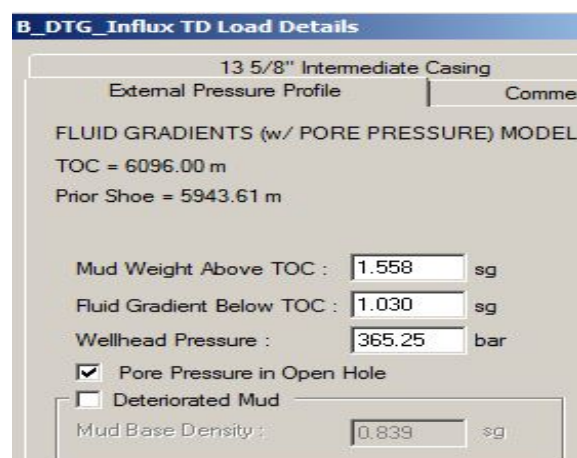 B_DTG_Influx TD Load Details
13 5/8" Intermediate Casing
External Pressure Profile
Comme
FLUID GRADIENTS (w/ PORE PRESSURE) MODEL
TOC = 6096.00 m
Prior Shoe = 5943.61 m
Mud Weight Above TOC : 1.558 sg
Fluid Gradient Below TOC : 1.030 sg
Wellhead Pressure : 365.25 bar
Pore Pressure in Open Hole
Deteriorated Mud
Mud Base Density : 0.839 sg